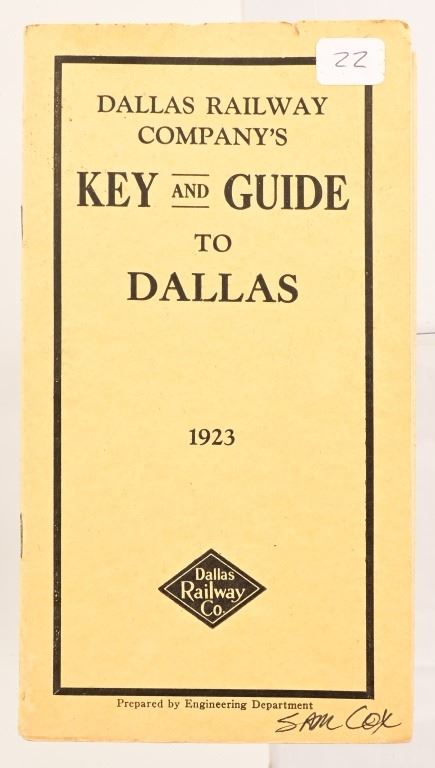 22
DALLAS RAILWAY
COMPANY'S
KEY AND GUIDE
TO
DALLAS
1923
Dallas
Railway
Co.
Prepared by Engineering Department
SAM COX